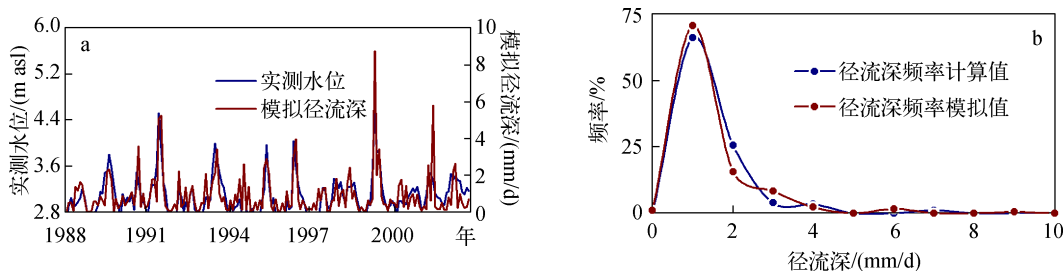 a
实测水位/(m asl)
6.0
5.2
4.4
3.6
2.8
实测水位
模拟径流深
10
8
6
4
2
0
模拟径流深/(mm/d)
1988 1991 1994 1997 2000 年
b
频率/%
75
50
25
0
径流深频率计算值
径流深频率模拟值
0 2 4 6 8 10
径流深/(mm/d)